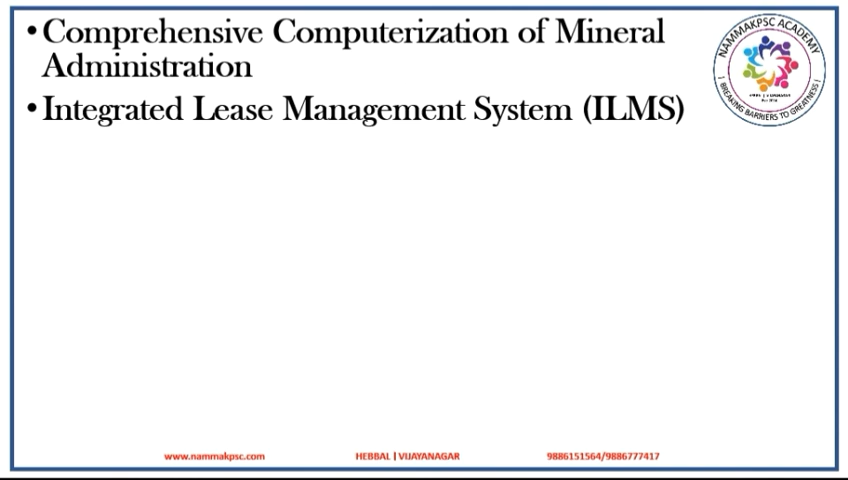 • Comprehensive Computerization of Mineral
Administration
• Integrated Lease Management System (ILMS)
NAMMAKPSC ACADEMY
BREAKING BARRIERS TO GREATNESS
www.nammakpsc.com
HEBBAL | VIJAYANAGAR
9886151564/9886777417